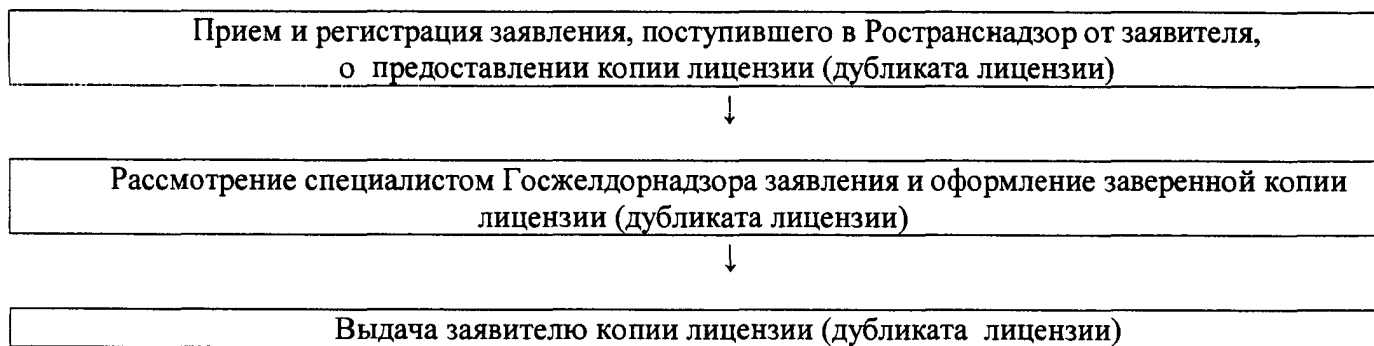 Прием и регистрация заявления, поступившего в Ространснадзор от заявителя,
о предоставлении копии лицензии (дубликата лицензии)
↓
Рассмотрение специалистом Госжелдорнадзора заявления и оформление заверенной копии
лицензии (дубликата лицензии)
↓
Выдача заявителю копии лицензии (дубликата лицензии)